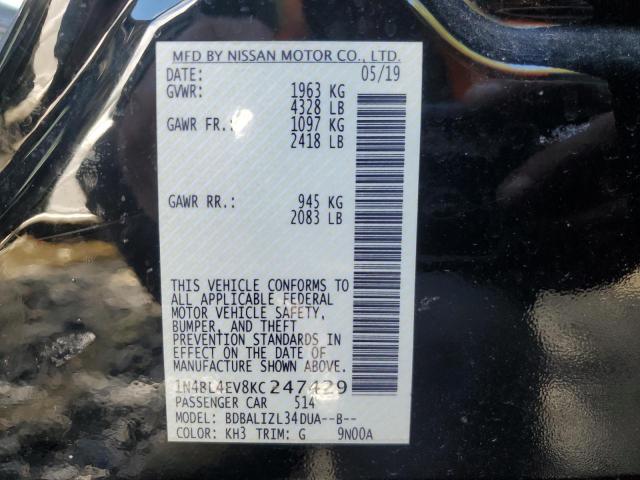 MFD BY NISSAN MOTOR CO., LTD.
DATE: 05/19
GVWR: 1963 KG
4328 LB
GAWR FR.: 1097 KG
2418 LB
GAWR RR.: 945 KG
2083 LB
THIS VEHICLE CONFORMS TO
ALL APPLICABLE FEDERAL
MOTOR VEHICLE SAFETY,
BUMPER, AND THEFT
PREVENTION STANDARDS IN
EFFECT ON THE DATE OF
MANUFACTURE SHOWN ABOVE.
1N4BL4EV8KC247429
PASSENGER CAR 514
MODEL: BDBALIZL34DUA--B--
COLOR: KH3 TRIM: G 9N00A